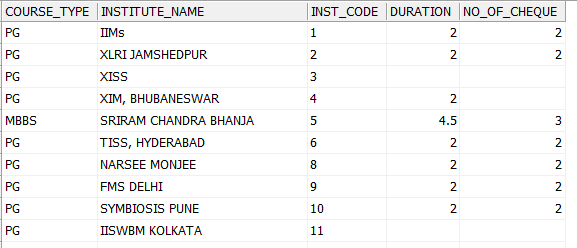 COURSE_TYPE INSTITUTE_NAME INST_CODE DURATION NO_OF_CHEQUE
PG IIMs 1 2 2
PG XLRI JAMSHEDPUR 2 2 2
PG XISS 3
PG XIM, BHUBANESWAR 4 2
MBBS SRIRAM CHANDRA BHANJA 5 4.5 3
PG TISS, HYDERABAD 6 2 2
PG NARSEE MONJEE 8 2 2
PG FMS DELHI 9 2 2
PG SYMBIOSIS PUNE 10 2 2
PG IISWBM KOLKATA 11